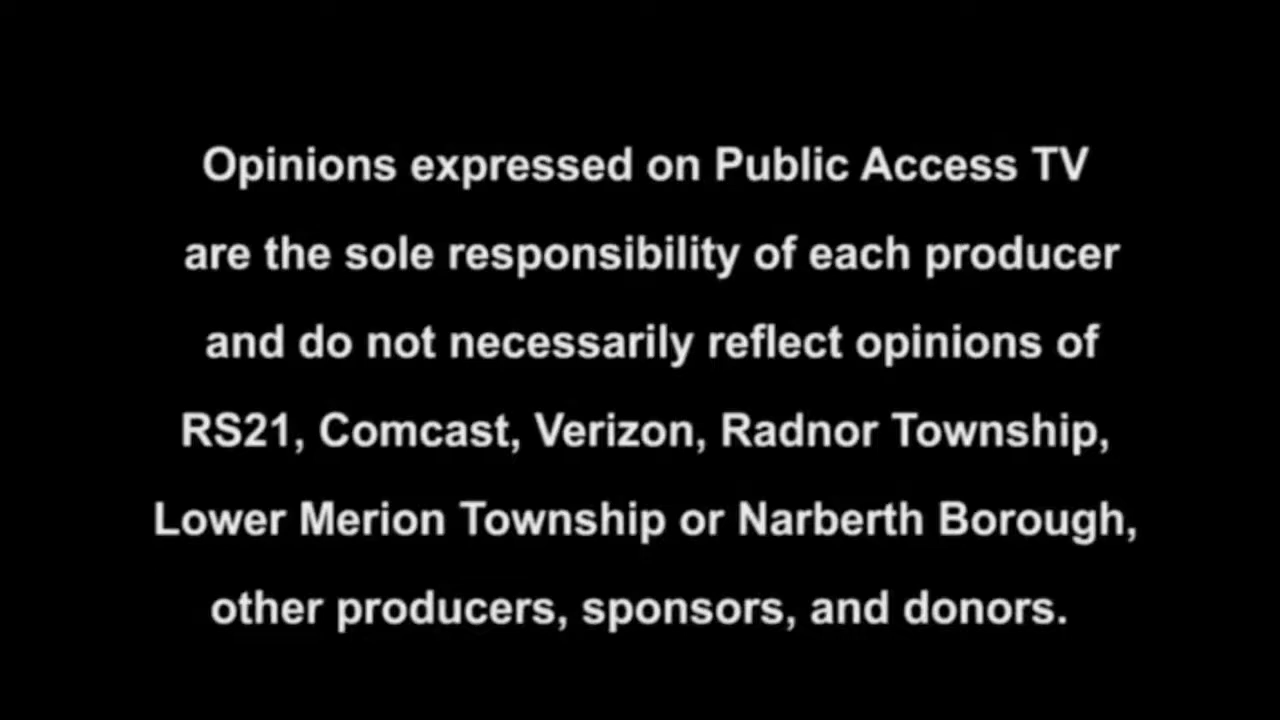 Opinions expressed on Public Access TV
are the sole responsibility of each producer
and do not necessarily reflect opinions of
RS21, Comcast, Verizon, Radnor Township,
Lower Merion Township or Narberth Borough,
other producers, sponsors, and donors.